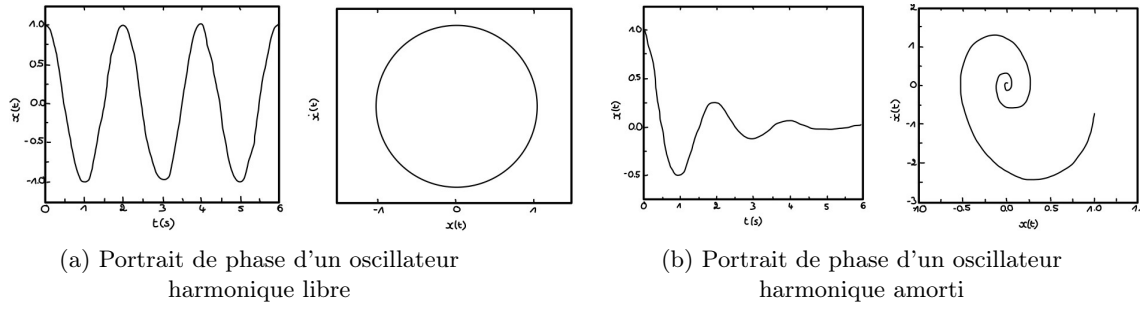 x(t)
1.0
0.5
0.0
-0.5
-1.0
0 1 2 3 4 5 6
t(s)
ẋ(t)
-1 0 1
x(t)
(a) Portrait de phase d'un oscillateur
harmonique libre
x(t)
1.0
0.5
0.0
-0.5
0 1 2 3 4 5 6
t(s)
ẋ(t)
2
1
0
-1
-2
-3
-0.5 0.0 0.5 1.0
x(t)
(b) Portrait de phase d'un oscillateur
harmonique amorti